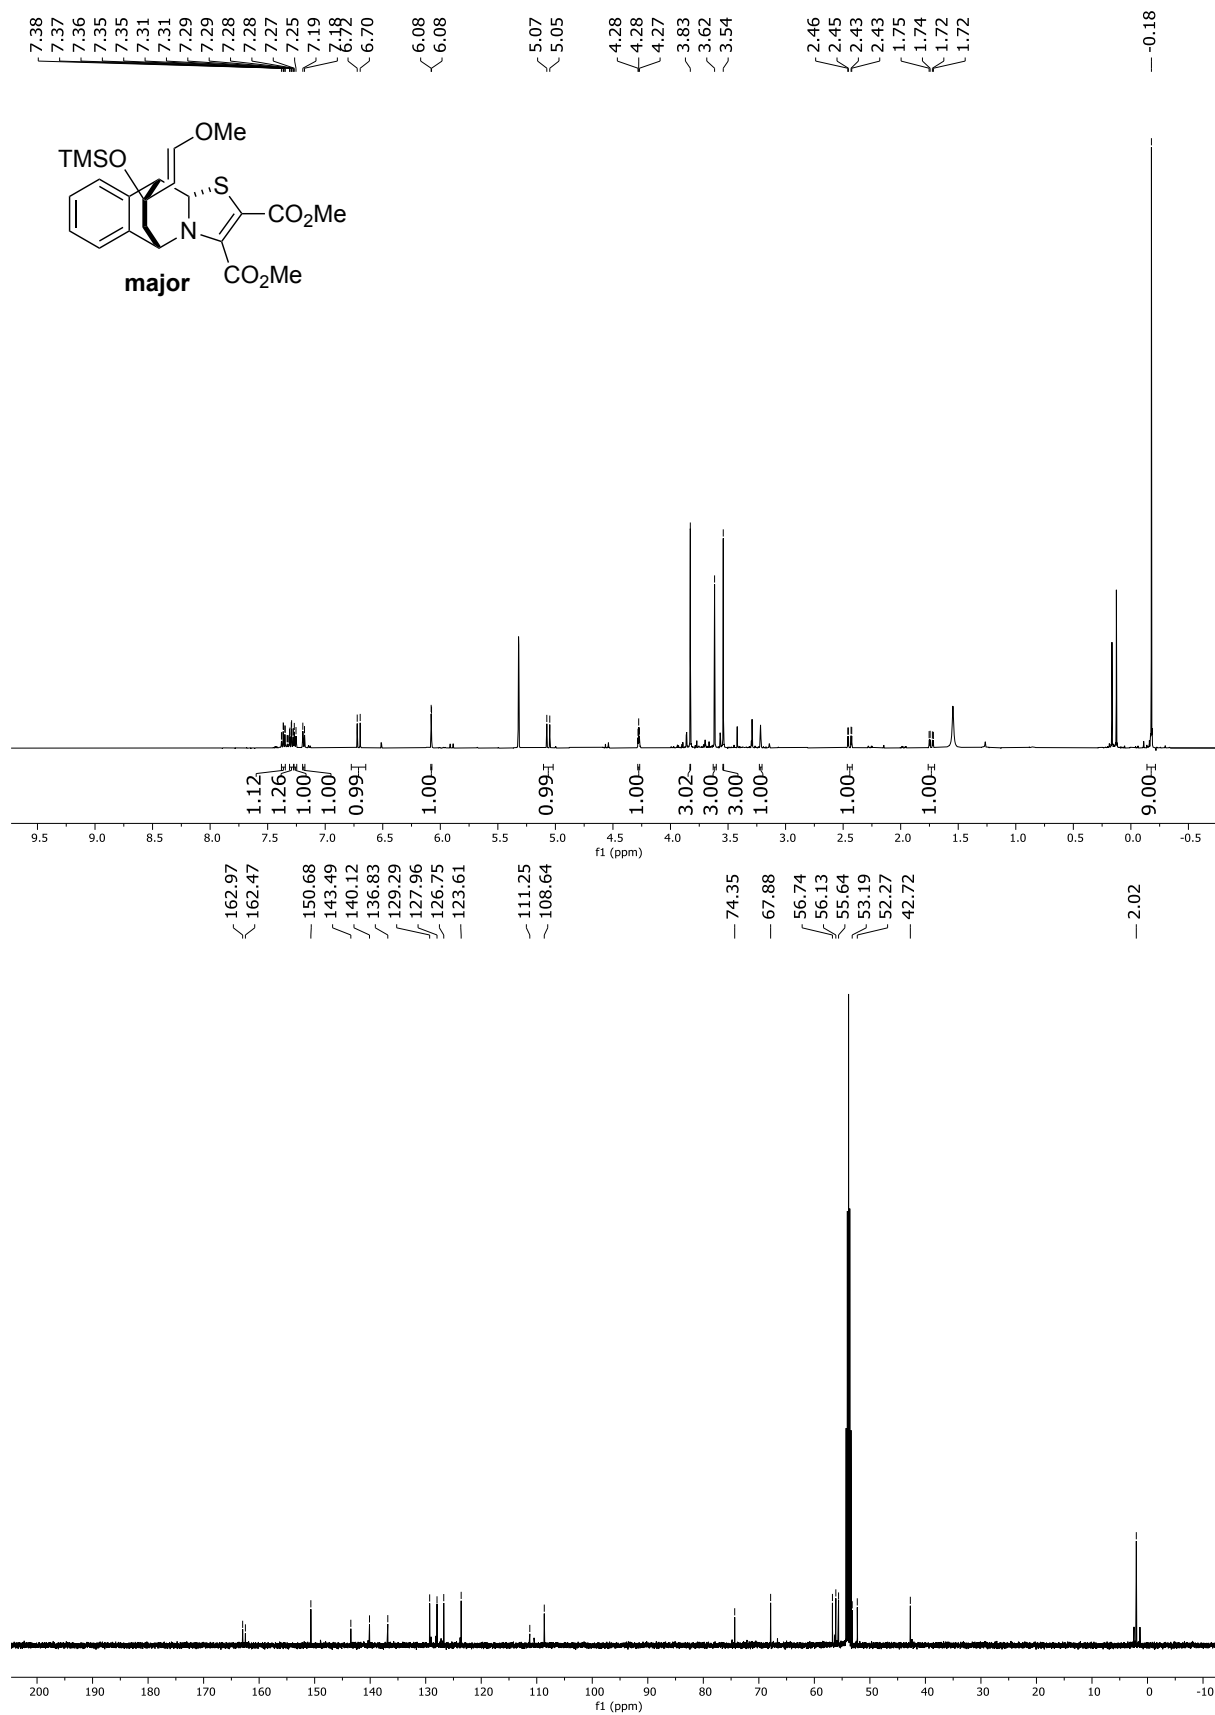 7.38 7.37 7.36 7.35 7.35 7.31 7.31 7.29 7.29 7.28 7.28 7.27 7.25 7.19 7.18 6.72 6.70 6.08 6.08 5.07 5.05 4.28 4.28 4.27 3.83 3.62 3.54 2.46 2.45 2.43 2.43 1.75 1.74 1.72 1.72 -0.18
OMe
TMSO
S
CO2Me
N
CO2Me
major
1.12 1.26 1.00 1.00 0.99 1.00 0.99 1.00 3.02 3.00 3.00 1.00 1.00 1.00 9.00
9.5 9.0 8.5 8.0 7.5 7.0 6.5 6.0 5.5 5.0 4.5 4.0 3.5 3.0 2.5 2.0 1.5 1.0 0.5 0.0 -0.5
f1 (ppm)
162.97 162.47 150.68 143.49 140.12 136.83 129.29 127.96 126.75 123.61 111.25 108.64 74.35 67.88 56.74 56.13 55.64 53.19 52.27 42.72 2.02
200 190 180 170 160 150 140 130 120 110 100 90 80 70 60 50 40 30 20 10 0 -10
f1 (ppm)